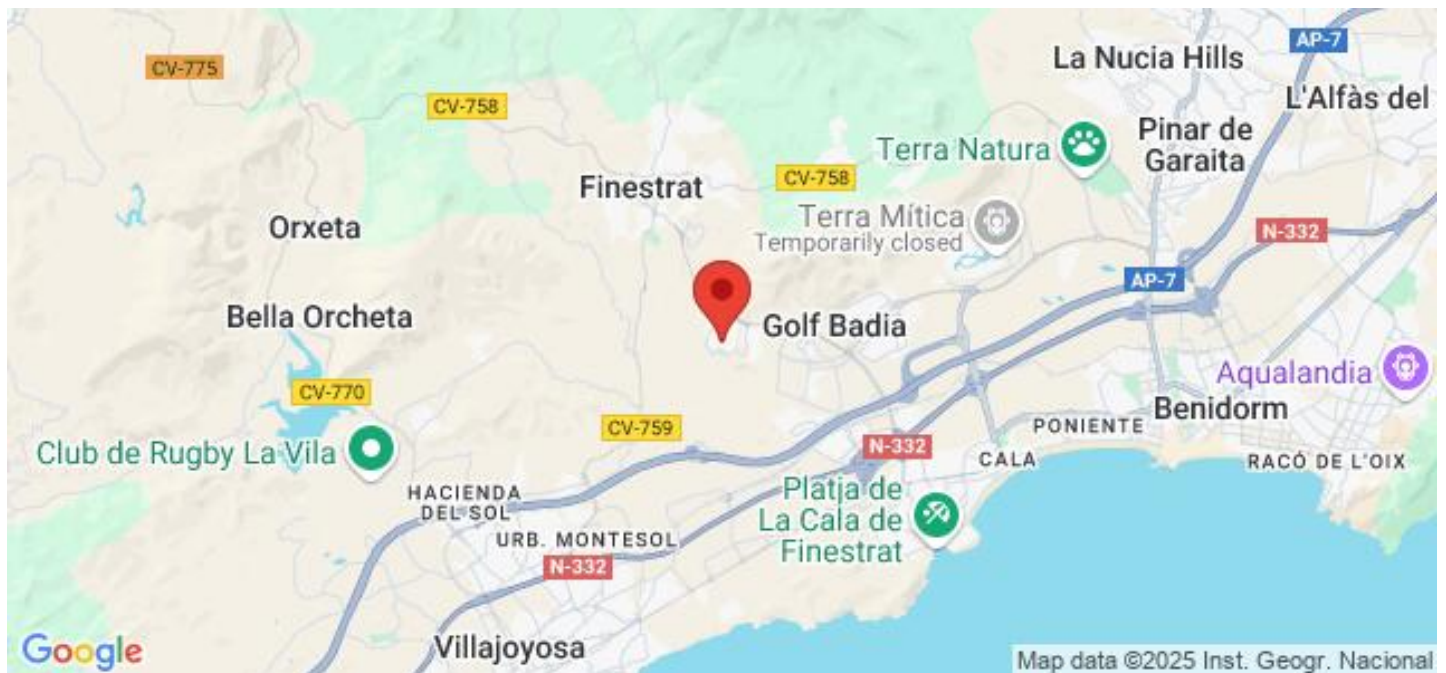 AP-7
La Nucia Hills
CV-775
CV-758
L'Alfàs del
Pinar de
Garaita
Terra Natura
CV-758
Finestrat
Terra Mítica
Temporarily closed
Orxeta
N-332
AP-7
Bella Orcheta
Golf Badia
Aqualandia
CV-770
Benidorm
CV-759
PONIENTE
N-332
Club de Rugby La Vila
CALA
RACÓ DE L'OIX
HACIENDA
DEL SOL
Platja de
La Cala de
Finestrat
URB. MONTESOL
N-332
Villajoyosa
Google
Map data ©2025 Inst. Geogr. Nacional